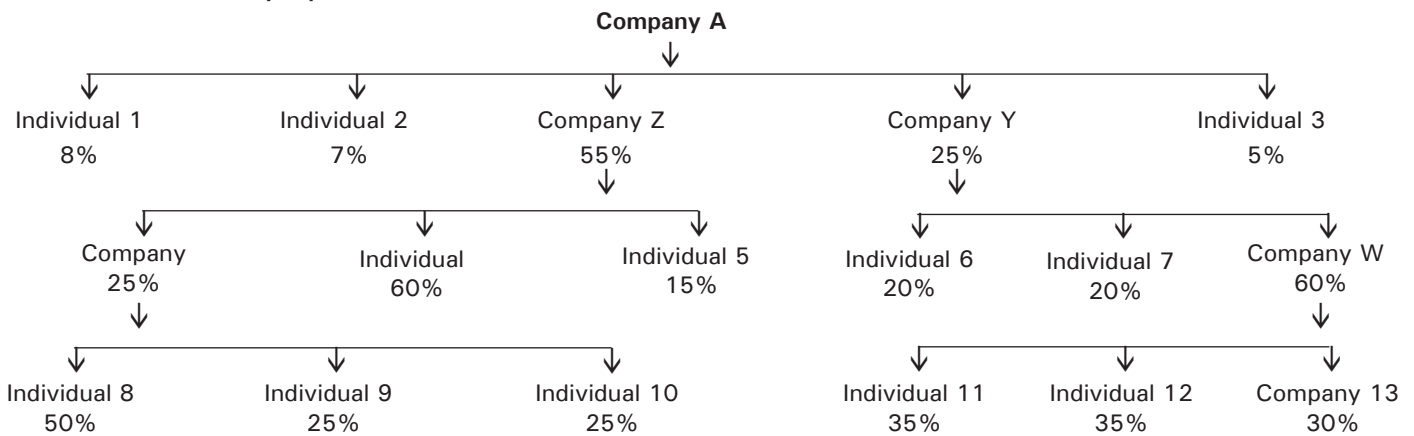 Company A
Individual 1 Individual 2 Company Z Company Y Individual 3
8% 7% 55% 25% 5%
Company Individual Individual 5 Individual 6 Individual 7 Company W
25% 60% 15% 20% 20% 60%
Individual 8 Individual 9 Individual 10 Individual 11 Individual 12 Company 13
50% 25% 25% 35% 35% 30%